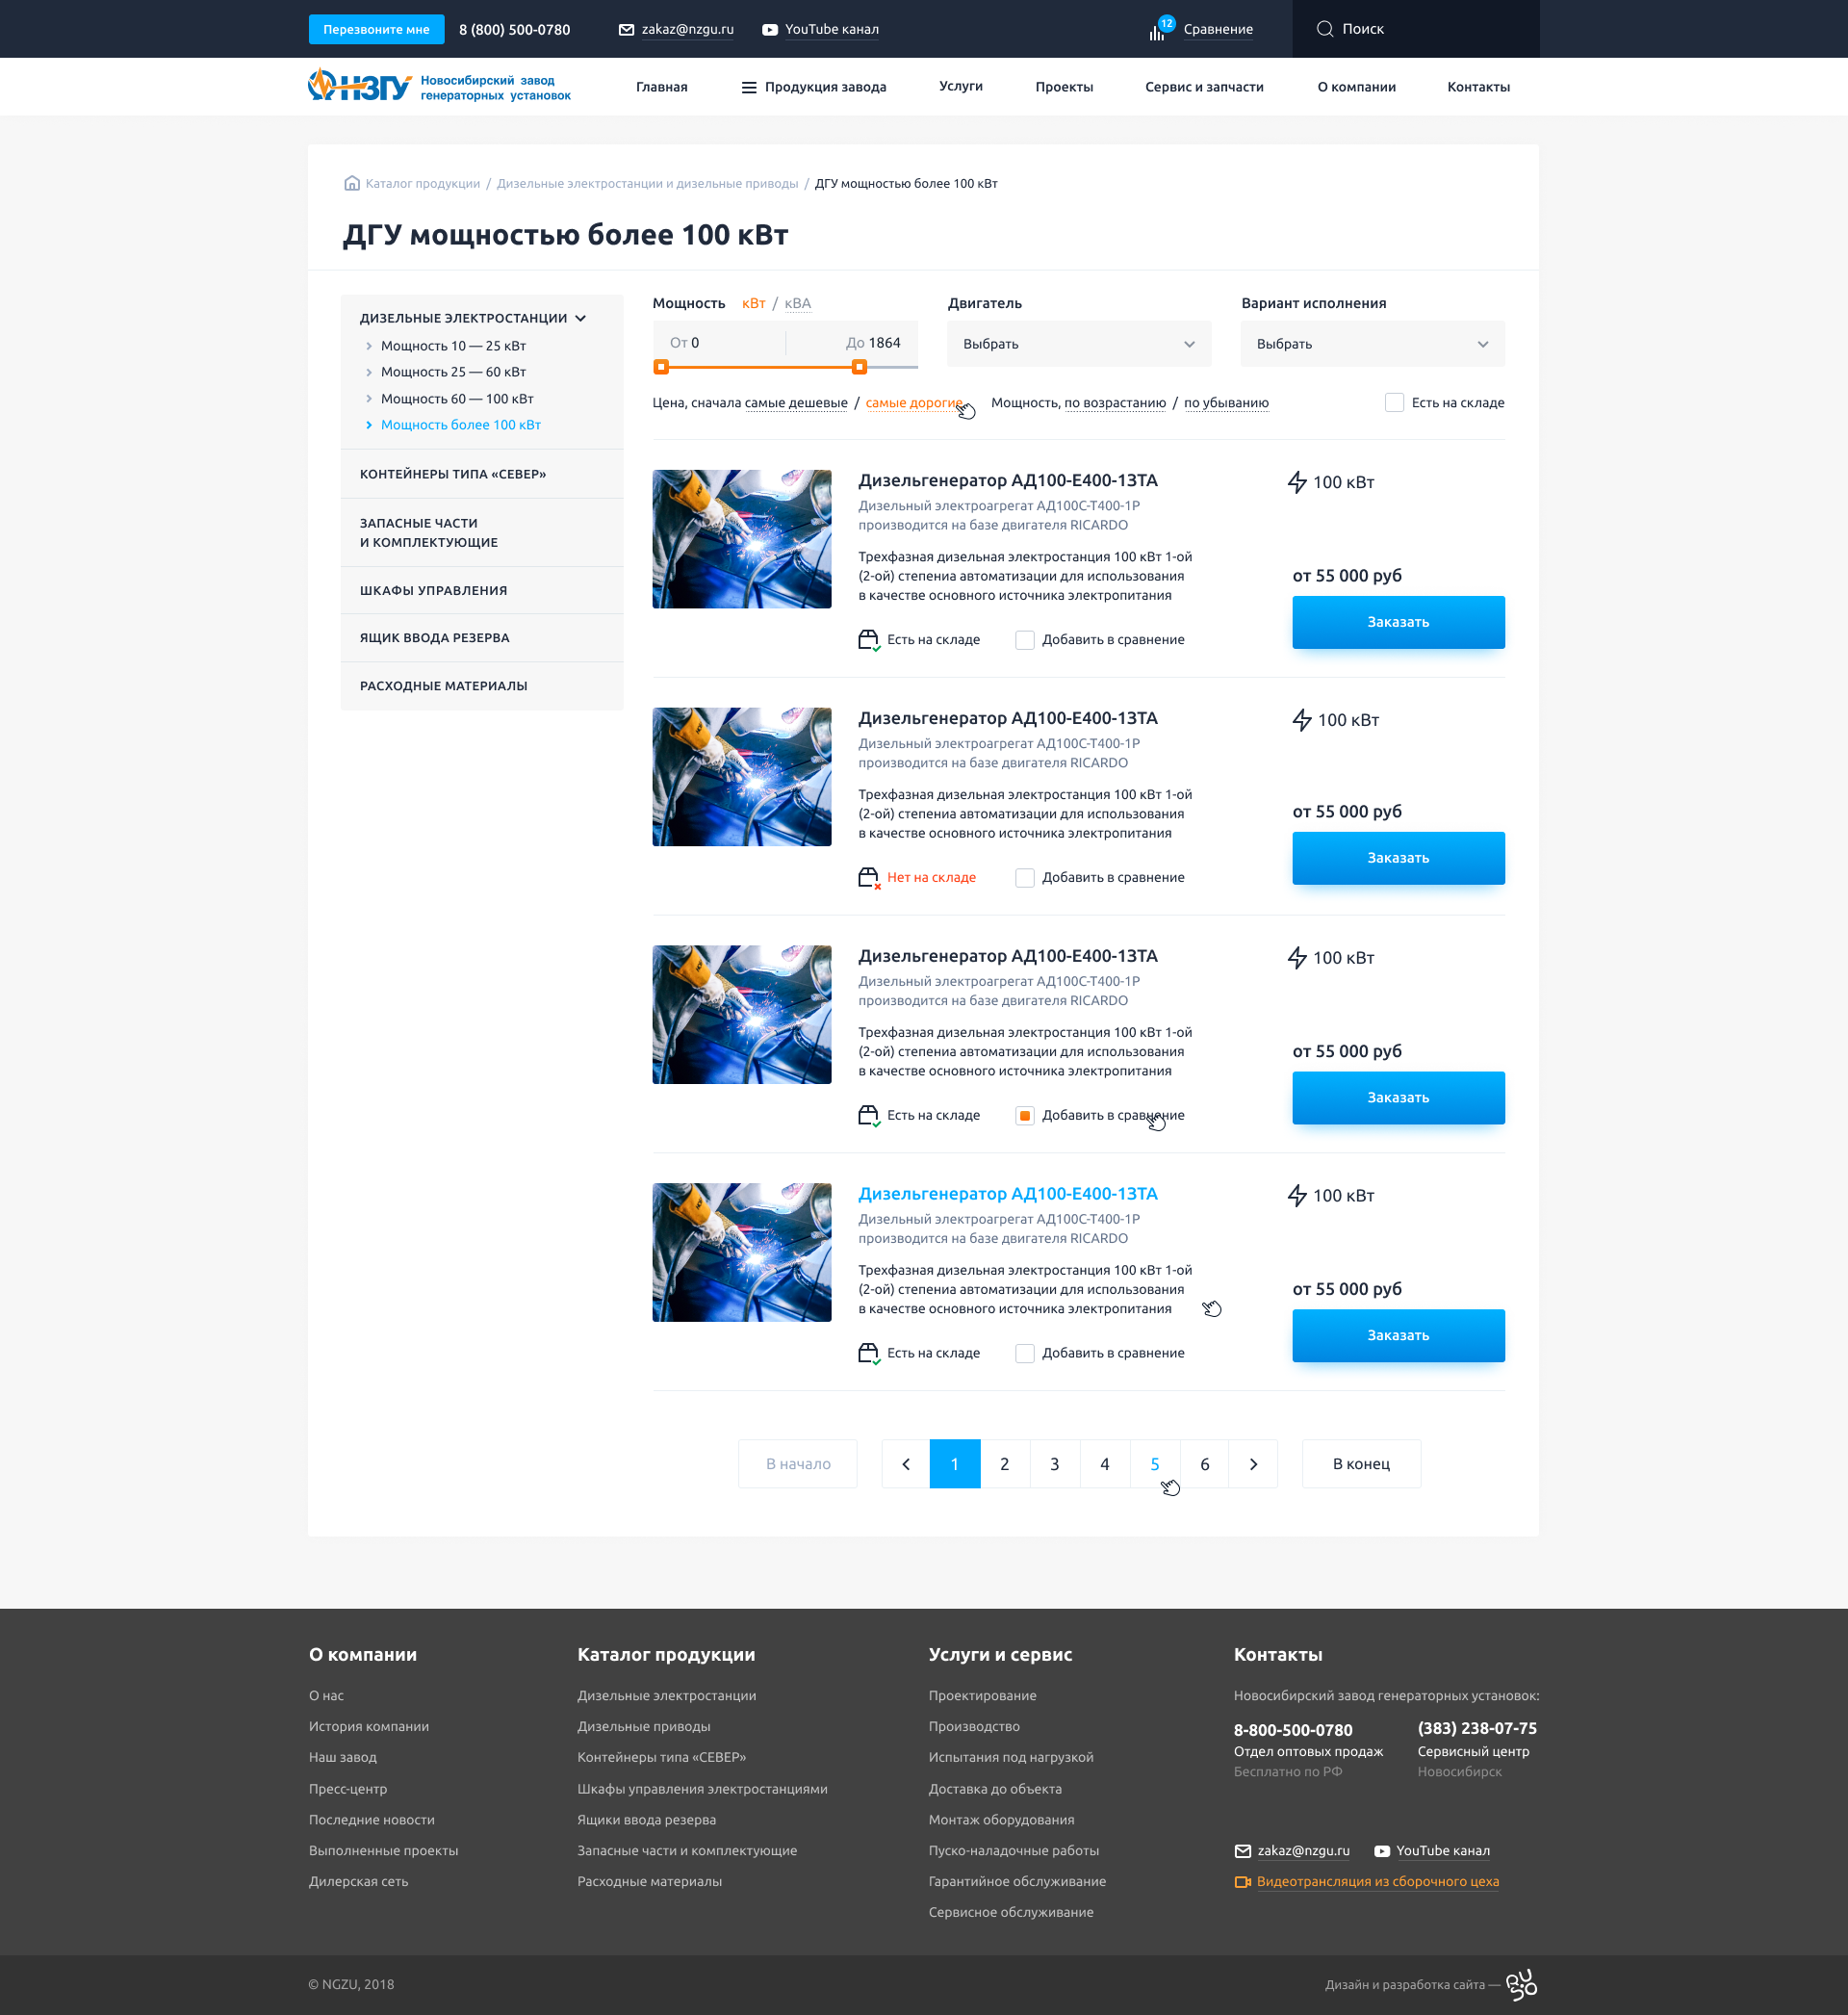 Перезвоните мне 8 (800) 500-0780 zakaz@nzgu.ru YouTube канал 12 Сравнение Поиск
НЗГУ Новосибирский завод
генераторных установок
Главная Продукция завода Услуги Проекты Сервис и запчасти О компании Контакты
Каталог продукции / Дизельные электростанции и дизельные приводы / ДГУ мощностью более 100 кВт
ДГУ мощностью более 100 кВт
ДИЗЕЛЬНЫЕ ЭЛЕКТРОСТАНЦИИ
Мощность 10 — 25 кВт
Мощность 25 — 60 кВт
Мощность 60 — 100 кВт
Мощность более 100 кВт
КОНТЕЙНЕРЫ ТИПА «СЕВЕР»
ЗАПАСНЫЕ ЧАСТИ
И КОМПЛЕКТУЮЩИЕ
ШКАФЫ УПРАВЛЕНИЯ
ЯЩИК ВВОДА РЕЗЕРВА
РАСХОДНЫЕ МАТЕРИАЛЫ
Мощность кВт / кВА Двигатель Вариант исполнения
От 0 До 1864 Выбрать Выбрать
Цена, сначала самые дешевые / самые дорогие Мощность, по возрастанию / по убыванию Есть на складе
Дизельгенератор АД100-Е400-1ЗТА 100 кВт
Дизельный электроагрегат АД100С-Т400-1Р
производится на базе двигателя RICARDO
Трехфазная дизельная электростанция 100 кВт 1-ой
(2-ой) степениа автоматизации для использования
в качестве основного источника электропитания
от 55 000 руб
Заказать
Есть на складе Добавить в сравнение
Дизельгенератор АД100-Е400-1ЗТА 100 кВт
Дизельный электроагрегат АД100С-Т400-1Р
производится на базе двигателя RICARDO
Трехфазная дизельная электростанция 100 кВт 1-ой
(2-ой) степениа автоматизации для использования
в качестве основного источника электропитания
от 55 000 руб
Заказать
Нет на складе Добавить в сравнение
Дизельгенератор АД100-Е400-1ЗТА 100 кВт
Дизельный электроагрегат АД100С-Т400-1Р
производится на базе двигателя RICARDO
Трехфазная дизельная электростанция 100 кВт 1-ой
(2-ой) степениа автоматизации для использования
в качестве основного источника электропитания
от 55 000 руб
Заказать
Есть на складе Добавить в сравнение
Дизельгенератор АД100-Е400-1ЗТА 100 кВт
Дизельный электроагрегат АД100С-Т400-1Р
производится на базе двигателя RICARDO
Трехфазная дизельная электростанция 100 кВт 1-ой
(2-ой) степениа автоматизации для использования
в качестве основного источника электропитания
от 55 000 руб
Заказать
Есть на складе Добавить в сравнение
В начало 1 2 3 4 5 6 В конец
О компании
О нас
История компании
Наш завод
Пресс-центр
Последние новости
Выполненные проекты
Дилерская сеть
Каталог продукции
Дизельные электростанции
Дизельные приводы
Контейнеры типа «СЕВЕР»
Шкафы управления электростанциями
Ящики ввода резерва
Запасные части и комплектующие
Расходные материалы
Услуги и сервис
Проектирование
Производство
Испытания под нагрузкой
Доставка до объекта
Монтаж оборудования
Пуско-наладочные работы
Гарантийное обслуживание
Сервисное обслуживание
Контакты
Новосибирский завод генераторных установок:
8-800-500-0780 (383) 238-07-75
Отдел оптовых продаж Сервисный центр
Бесплатно по РФ Новосибирск
zakaz@nzgu.ru YouTube канал
Видеотрансляция из сборочного цеха
© NGZU, 2018 Дизайн и разработка сайта —